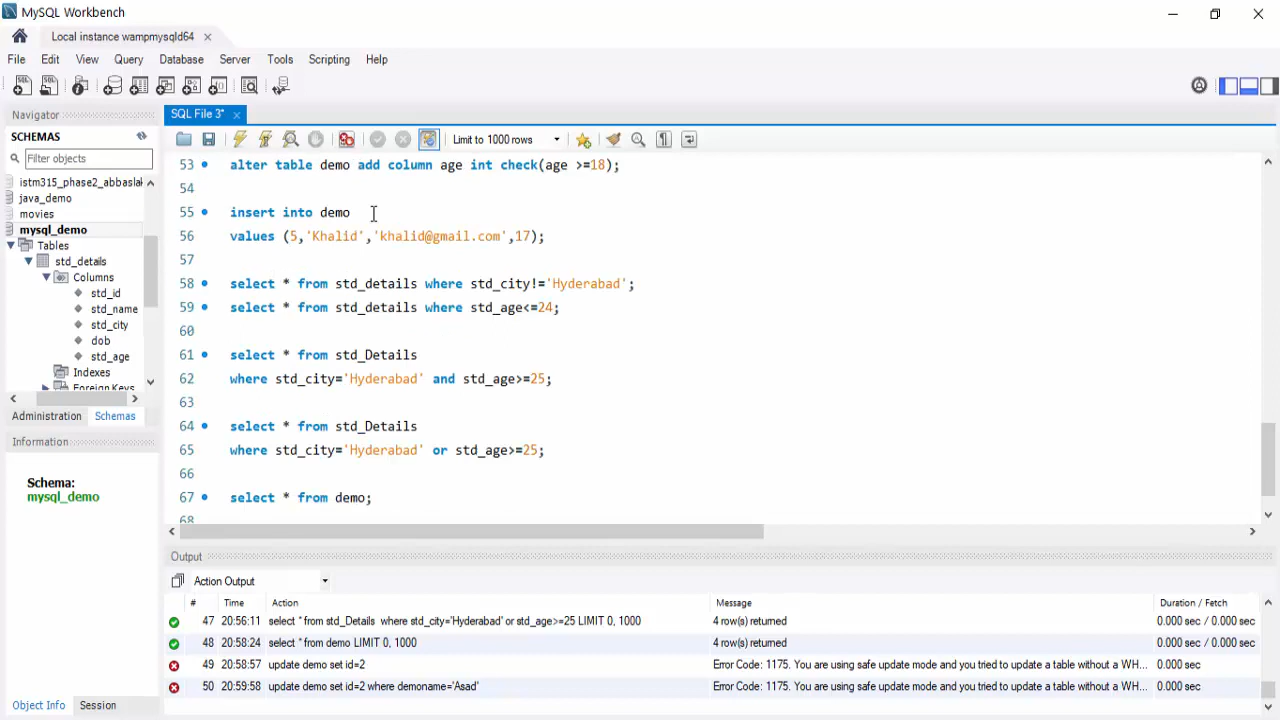 MySQL Workbench
Local instance wampmysqld64
File Edit View Query Database Server Tools Scripting Help
Navigator
SQL File 3*
SCHEMAS
Limit to 1000 rows
Filter objects
istm315_phase2_abbaslak
java_demo
movies
mysql_demo
Tables
std_details
Columns
std_id
std_name
std_city
dob
std_age
Indexes
Foreign Keys
Administration Schemas
Information
Schema:
mysql_demo
Object Info Session
53 alter table demo add column age int check(age >=18);
54
55 insert into demo
56 values (5,'Khalid','khalid@gmail.com',17);
57
58 select * from std_details where std_city!='Hyderabad';
59 select * from std_details where std_age<=24;
60
61 select * from std_Details
62 where std_city='Hyderabad' and std_age>=25;
63
64 select * from std_Details
65 where std_city='Hyderabad' or std_age>=25;
66
67 select * from demo;
68
Output
Action Output
# Time Action Message Duration / Fetch
47 20:56:11 select * from std_Details where std_city='Hyderabad' or std_age>=25 LIMIT 0, 1000 4 row(s) returned 0.000 sec / 0.000 sec
48 20:58:24 select * from demo LIMIT 0, 1000 4 row(s) returned 0.000 sec / 0.000 sec
49 20:58:57 update demo set id=2 Error Code: 1175. You are using safe update mode and you tried to update a table without a WH... 0.000 sec
50 20:59:58 update demo set id=2 where demoname='Asad' Error Code: 1175. You are using safe update mode and you tried to update a table without a WH... 0.000 sec